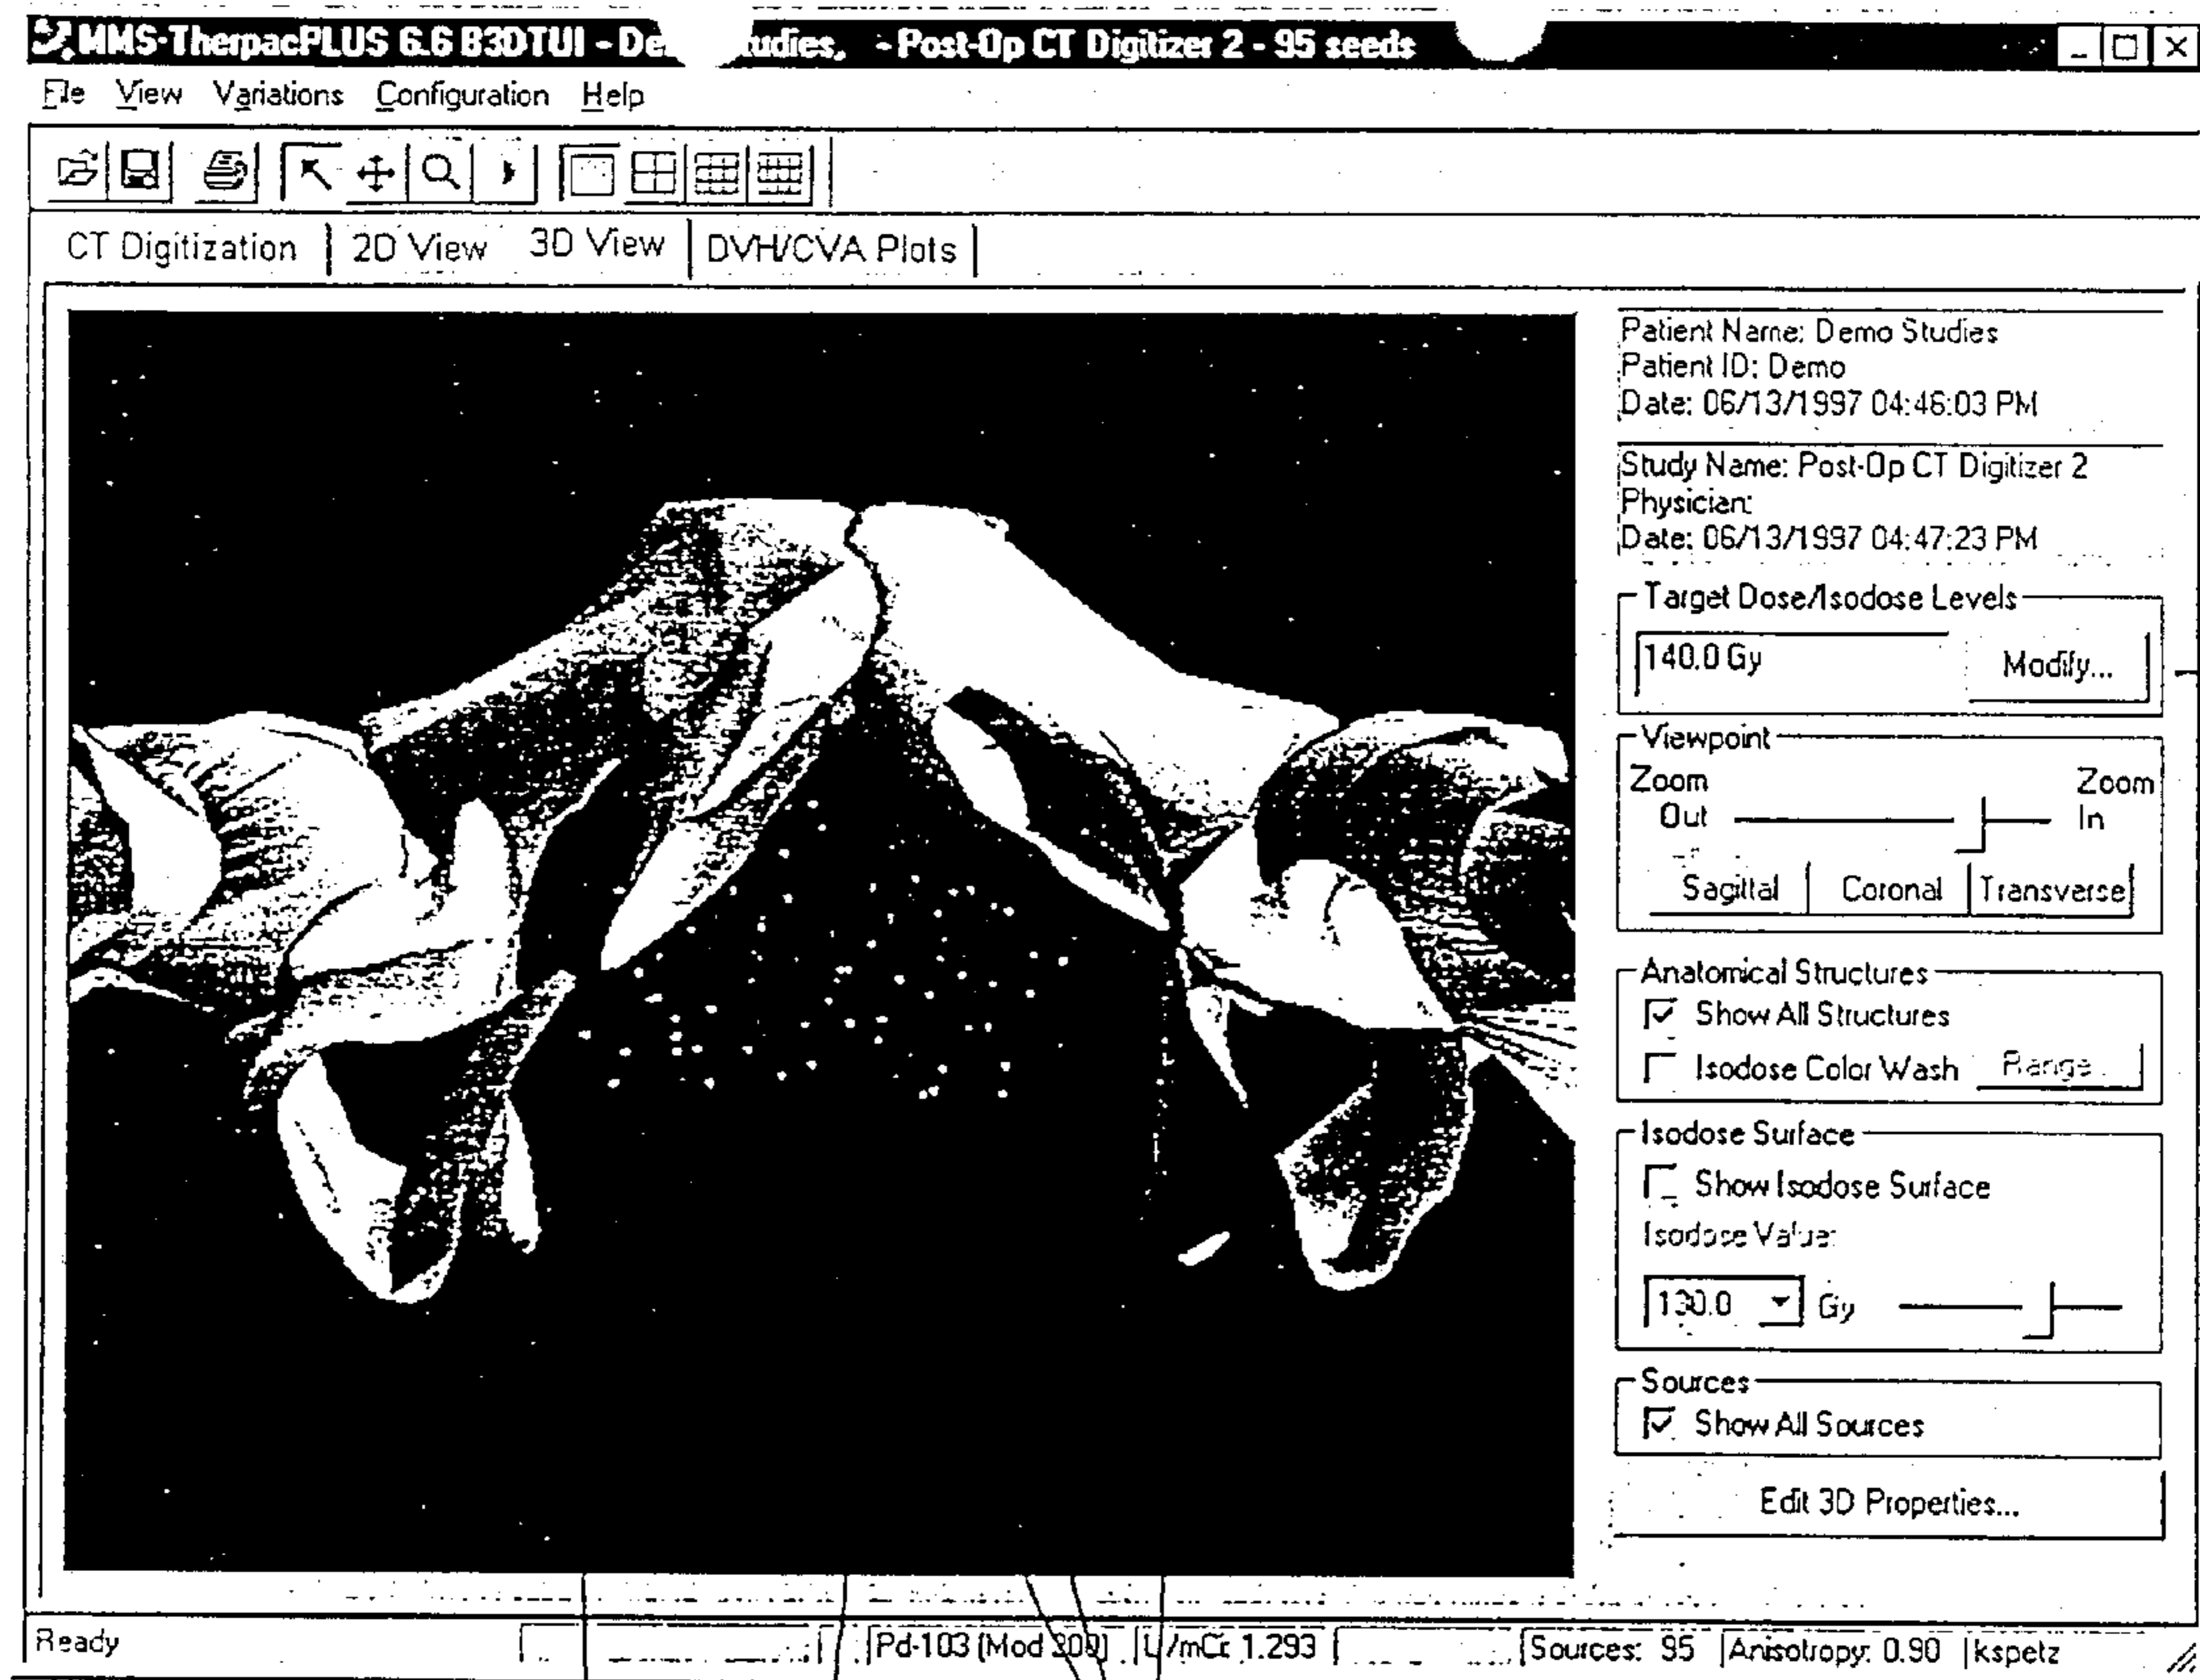 MMS-TherpacPLUS 6.6 B3DTUI - De udies, - Post-Op CT Digitizer 2 - 95 seeds
File View Variations Configuration Help
CT Digitization 2D View 3D View DVH/CVA Plots
Patient Name: Demo Studies
Patient ID: Demo
Date: 06/13/1997 04:46:03 PM
Study Name: Post-Op CT Digitizer 2
Physician:
Date: 06/13/1997 04:47:23 PM
Target Dose/Isodose Levels
140.0 Gy Modify...
Viewpoint
Zoom Zoom
Out In
Sagittal Coronal Transverse
Anatomical Structures
Show All Structures
Isodose Color Wash Range...
Isodose Surface
Show Isodose Surface
Isodose Value:
130.0 Gy
Sources
Show All Sources
Edit 3D Properties...
Ready Pd-103 (Mod 200) U/mCi 1.293 Sources: 95 Anisotropy: 0.90 kspetz